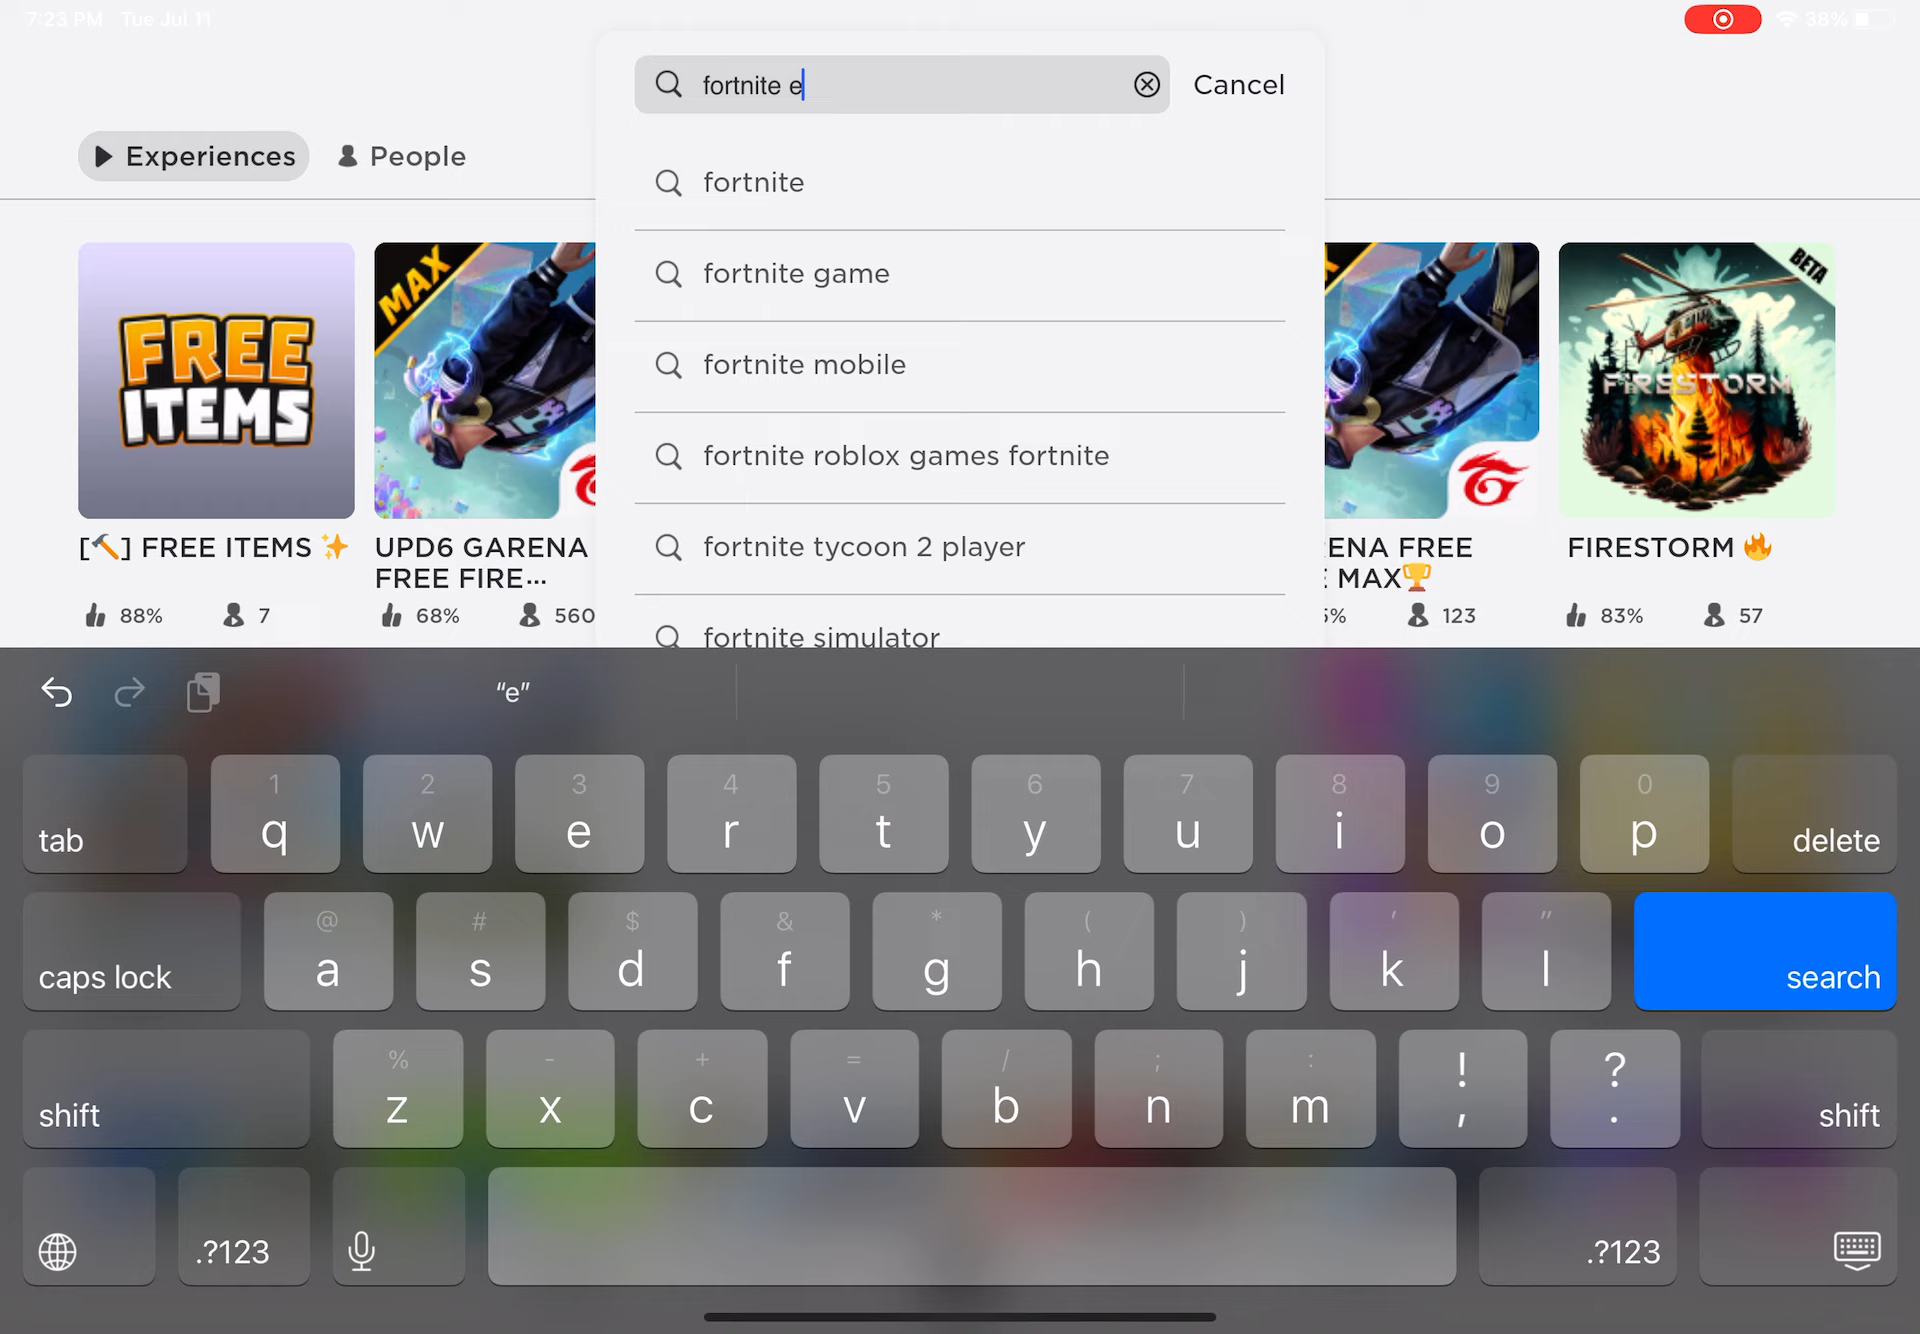 7:23 PM Tue Jul 11
38%
fortnite e
Cancel
Experiences
People
fortnite
fortnite game
fortnite mobile
fortnite roblox games fortnite
fortnite tycoon 2 player
fortnite simulator
FREE
ITEMS
MAX
BETA
FIRESTORM
[🔨] FREE ITEMS ✨
88% 7
UPD6 GARENA
FREE FIRE...
68% 560
ENA FREE
MAX🏆
5% 123
FIRESTORM 🔥
83% 57
“e”
tab
1 2 3 4 5 6 7 8 9 0
q w e r t y u i o p
delete
@ # $ & * ( ) ' "
caps lock
a s d f g h j k l
search
% - + = / ; : ! ?
shift
z x c v b n m , .
shift
.?123
.?123